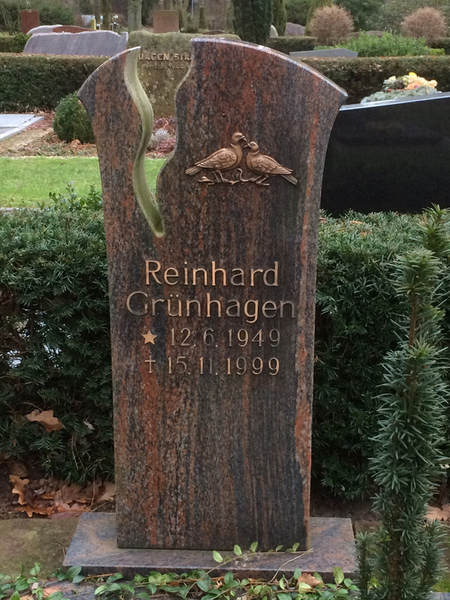 Reinhard
Grünhagen
★ 12.6.1949
† 15.11.1999